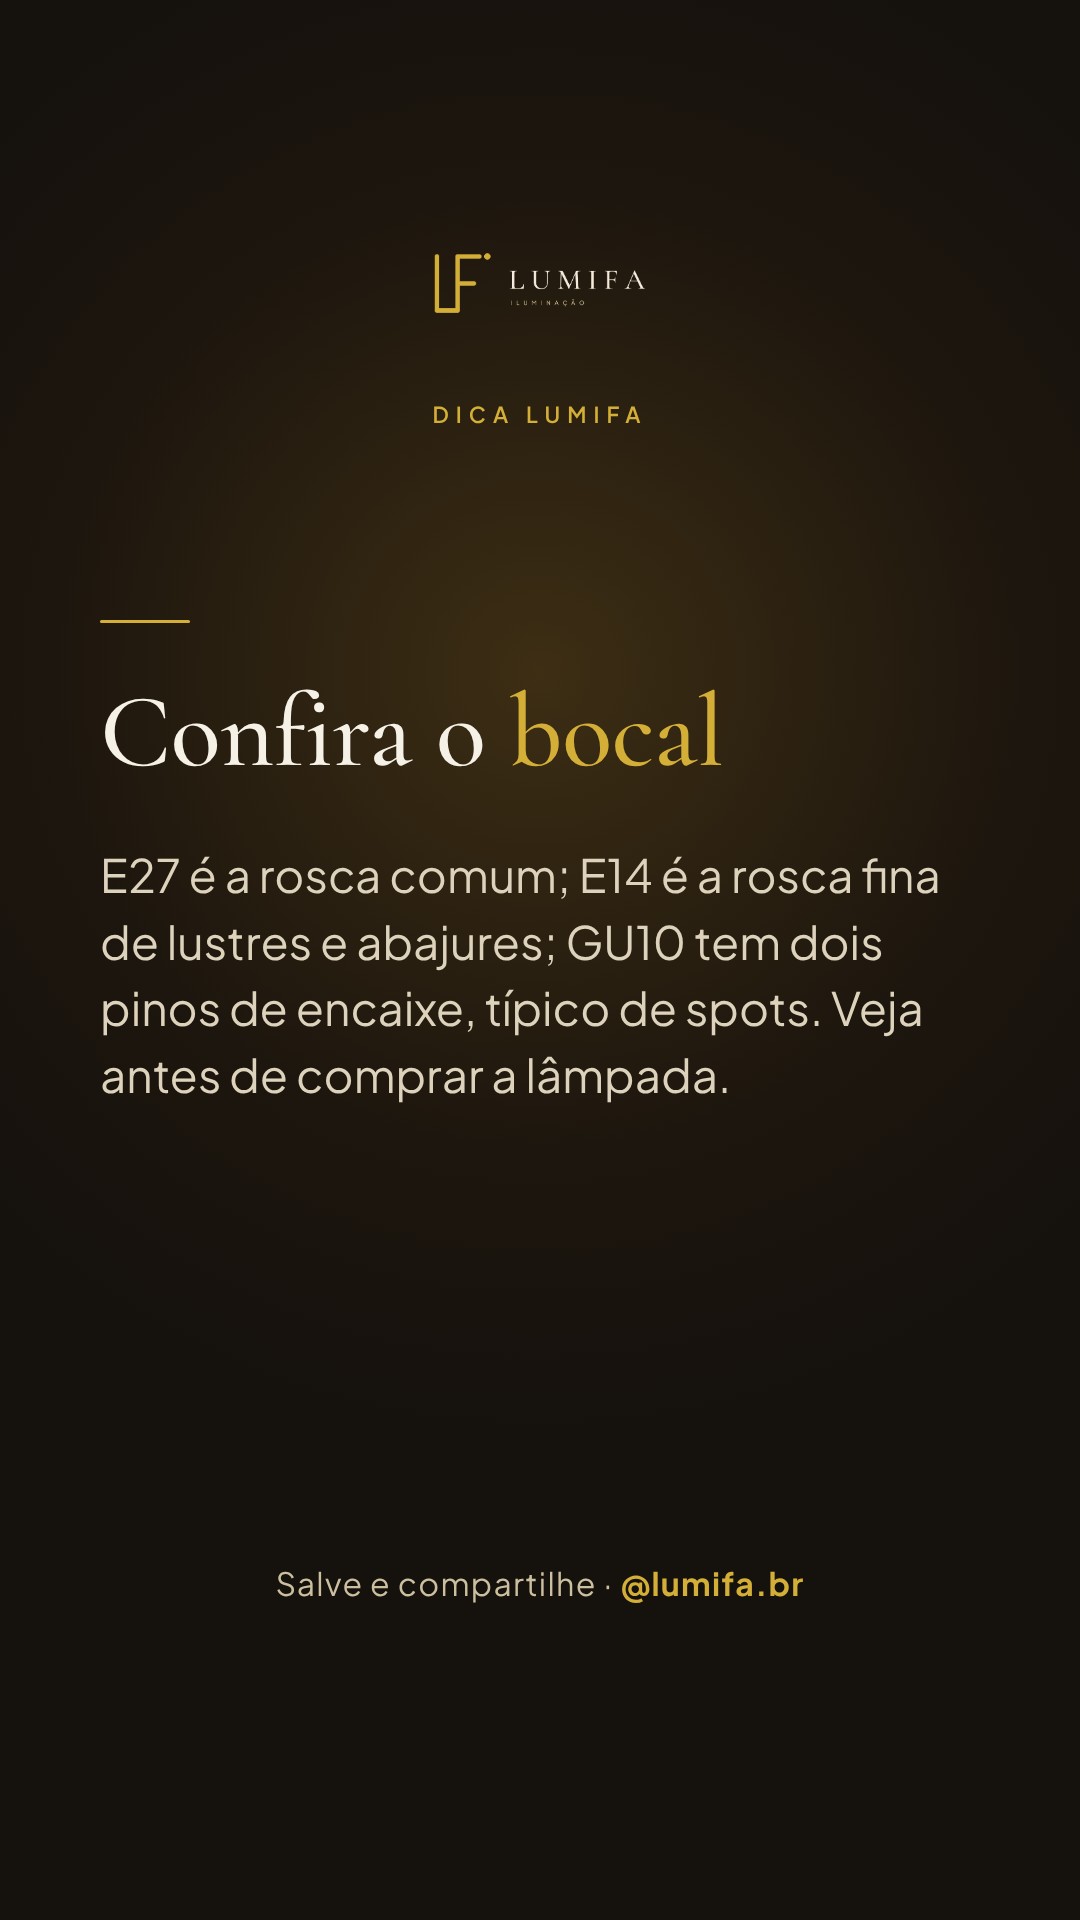 LF
LUMIFA
ILUMINAÇÃO
DICA LUMIFA
Confira o bocal
E27 é a rosca comum; E14 é a rosca fina
de lustres e abajures; GU10 tem dois
pinos de encaixe, típico de spots. Veja
antes de comprar a lâmpada.
Salve e compartilhe · @lumifa.br